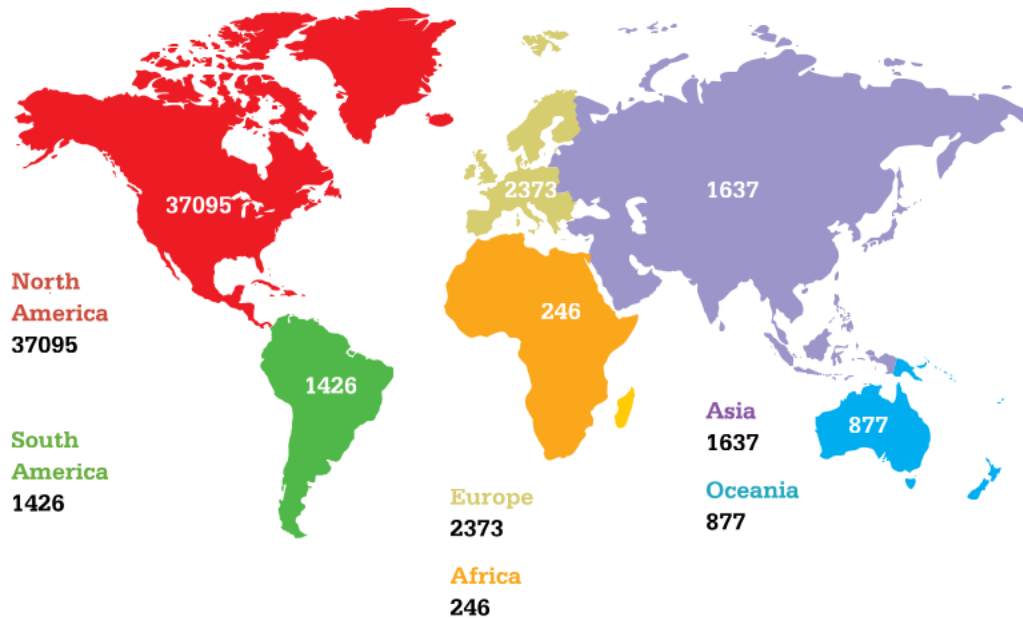 37095
2373
1637
246
1426
877
North
America
37095
South
America
1426
Europe
2373
Africa
246
Asia
1637
Oceania
877